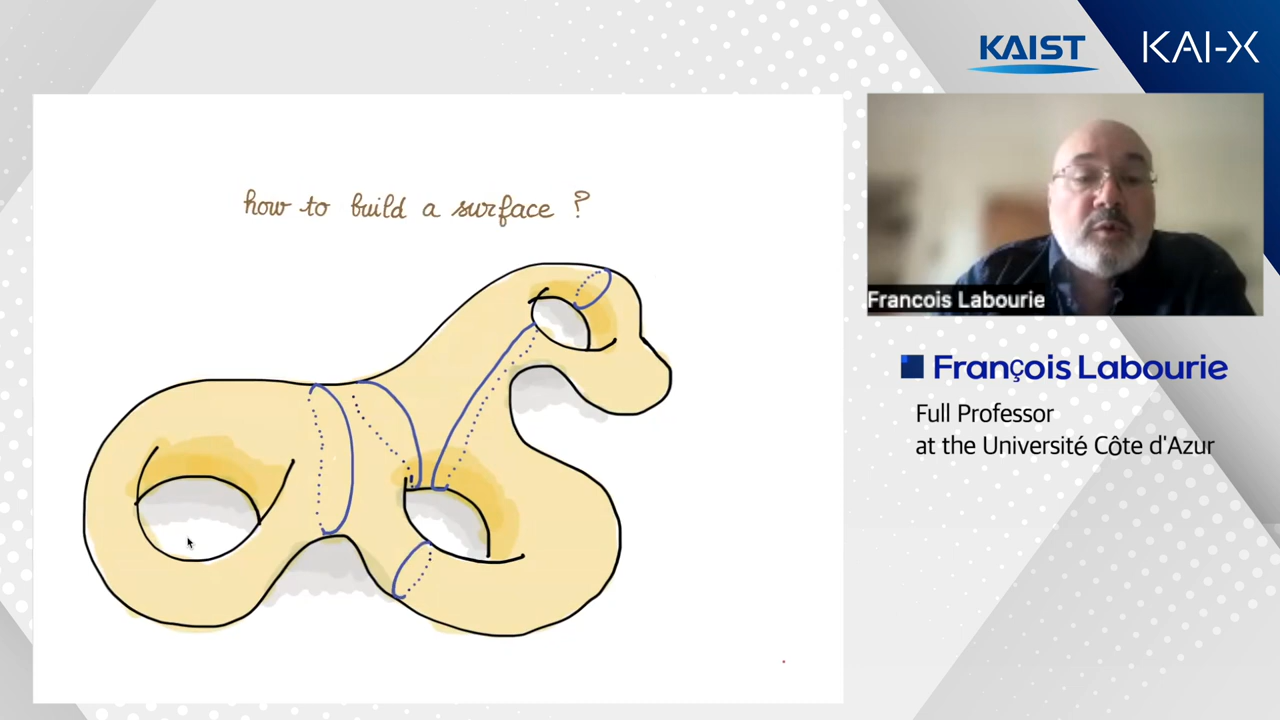 KAIST
KAI-X
how to build a surface ?
Francois Labourie
François Labourie
Full Professor
at the Université Côte d'Azur